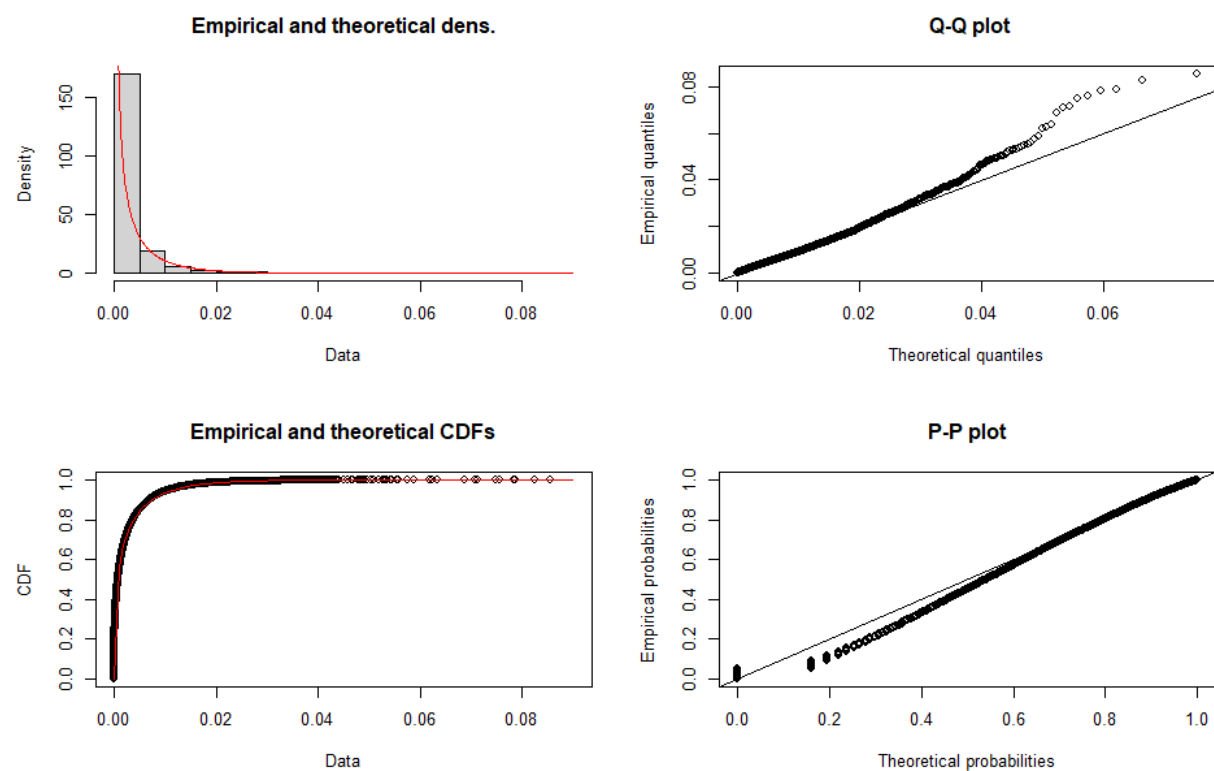 Empirical and theoretical dens.
Density
0 50 100 150
0.00 0.02 0.04 0.06 0.08
Data
Q-Q plot
Empirical quantiles
0.00 0.04 0.08
0.00 0.02 0.04 0.06
Theoretical quantiles
Empirical and theoretical CDFs
CDF
0.0 0.2 0.4 0.6 0.8 1.0
0.00 0.02 0.04 0.06 0.08
Data
P-P plot
Empirical probabilities
0.0 0.2 0.4 0.6 0.8 1.0
0.0 0.2 0.4 0.6 0.8 1.0
Theoretical probabilities